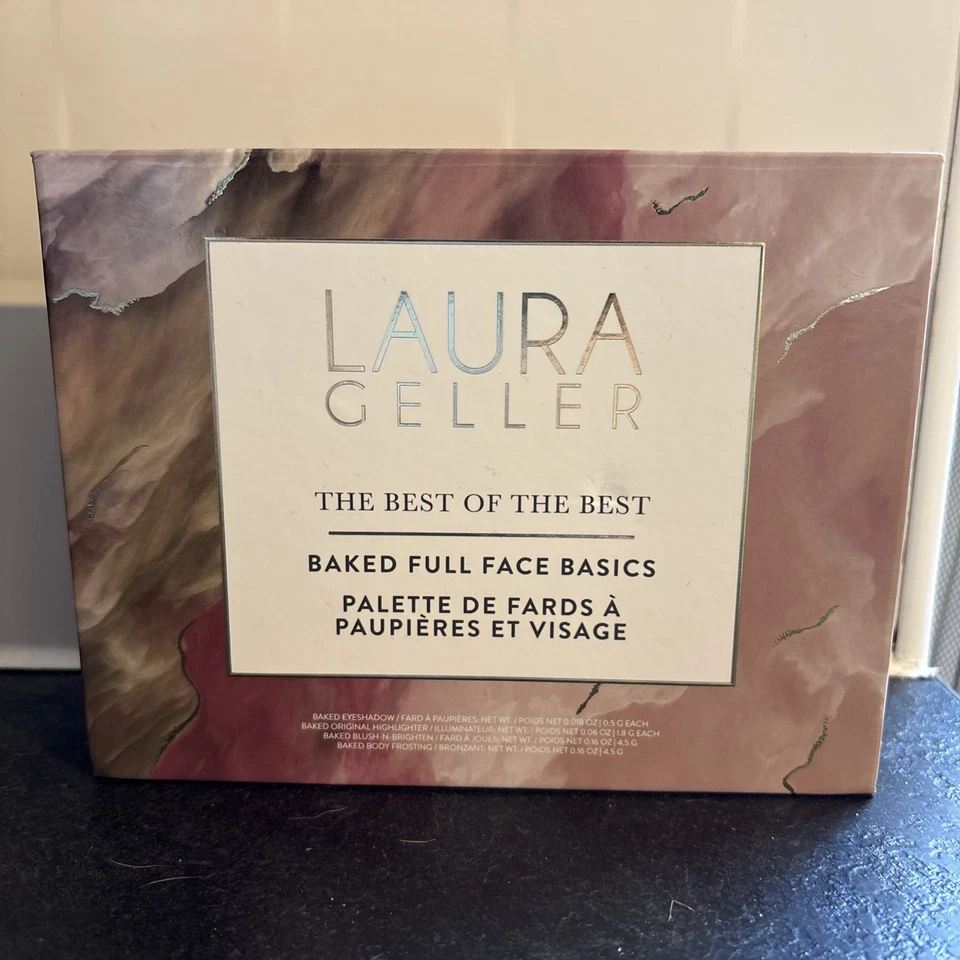 LAURA
GELLER
THE BEST OF THE BEST
BAKED FULL FACE BASICS
PALETTE DE FARDS À
PAUPIÈRES ET VISAGE
BAKED EYESHADOW / FARD À PAUPIÈRES: NET WT. / POIDS NET 0.018 OZ | 0.5 G EACH
BAKED ORIGINAL HIGHLIGHTER / ILLUMINATEUR: NET WT. / POIDS NET 0.06 OZ | 1.8 G EACH
BAKED BLUSH-N-BRIGHTEN / FARD À JOUES: NET WT. / POIDS NET 0.16 OZ | 4.5 G
BAKED BODY FROSTING / BRONZANT: NET WT. / POIDS NET 0.16 OZ | 4.5 G